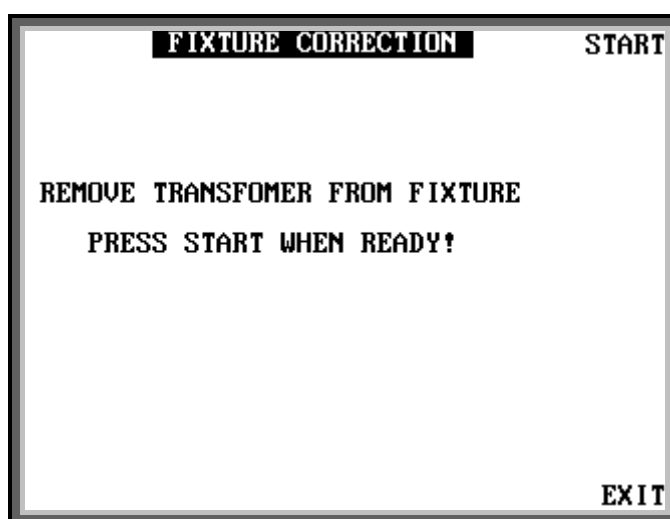 FIXTURE CORRECTION START
REMOVE TRANSFOMER FROM FIXTURE
PRESS START WHEN READY!
EXIT